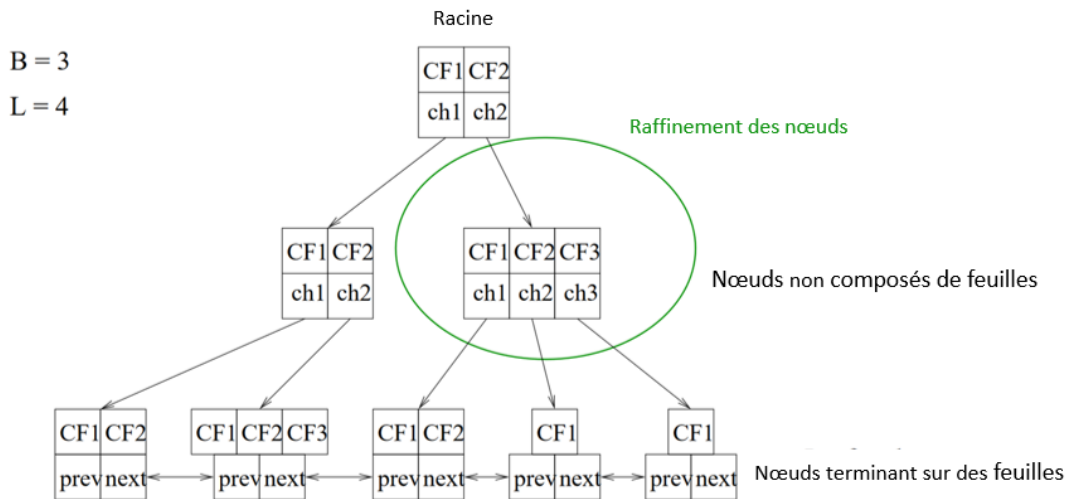 Racine
B = 3
L = 4
CF1 CF2
ch1 ch2
Raffinement des nœuds
CF1 CF2
ch1 ch2
CF1 CF2 CF3
ch1 ch2 ch3
Nœuds non composés de feuilles
CF1 CF2
prev next
CF1 CF2 CF3
prev next
CF1 CF2
prev next
CF1
prev next
CF1
prev next
Nœuds terminant sur des feuilles